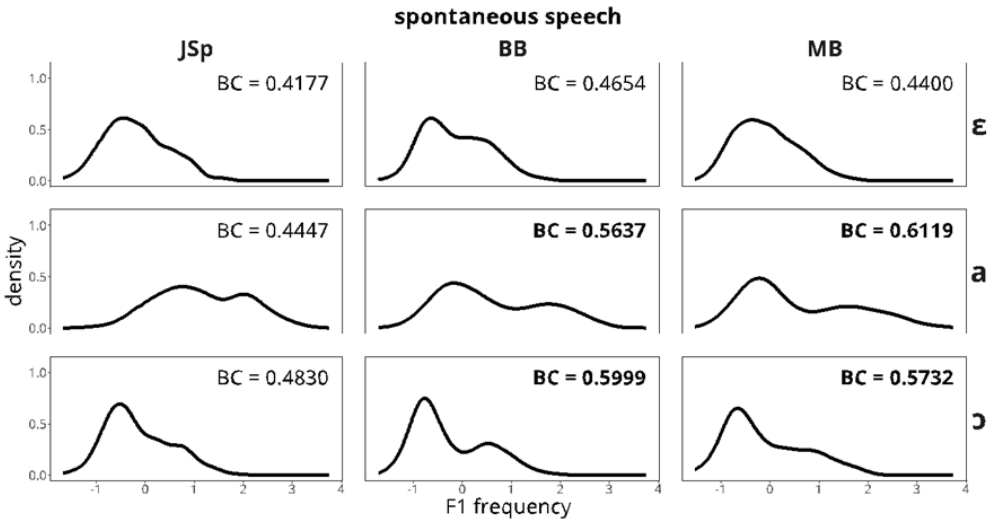 spontaneous speech
JSp BB MB
BC = 0.4177 BC = 0.4654 BC = 0.4400
1.0
0.5
0.0
ɛ
BC = 0.4447 BC = 0.5637 BC = 0.6119
1.0
0.5
0.0
a
density
BC = 0.4830 BC = 0.5999 BC = 0.5732
1.0
0.5
0.0
ɔ
-1 0 1 2 3 4 -1 0 1 2 3 4 -1 0 1 2 3 4
F1 frequency